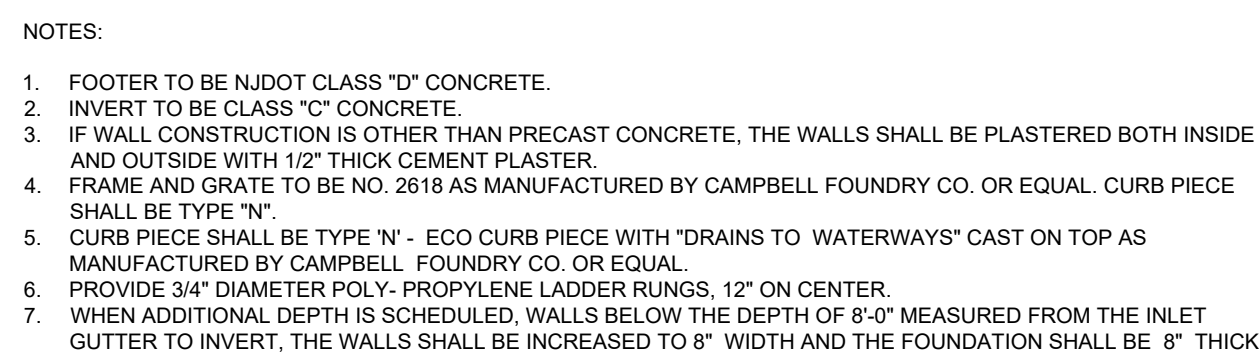 NOTES:
1. FOOTER TO BE NJDOT CLASS "D" CONCRETE.
2. INVERT TO BE CLASS "C" CONCRETE.
3. IF WALL CONSTRUCTION IS OTHER THAN PRECAST CONCRETE, THE WALLS SHALL BE PLASTERED BOTH INSIDE
AND OUTSIDE WITH 1/2" THICK CEMENT PLASTER.
4. FRAME AND GRATE TO BE NO. 2618 AS MANUFACTURED BY CAMPBELL FOUNDRY CO. OR EQUAL. CURB PIECE
SHALL BE TYPE "N".
5. CURB PIECE SHALL BE TYPE 'N' - ECO CURB PIECE WITH "DRAINS TO WATERWAYS" CAST ON TOP AS
MANUFACTURED BY CAMPBELL FOUNDRY CO. OR EQUAL.
6. PROVIDE 3/4" DIAMETER POLY- PROPYLENE LADDER RUNGS, 12" ON CENTER.
7. WHEN ADDITIONAL DEPTH IS SCHEDULED, WALLS BELOW THE DEPTH OF 8'-0" MEASURED FROM THE INLET
GUTTER TO INVERT, THE WALLS SHALL BE INCREASED TO 8" WIDTH AND THE FOUNDATION SHALL BE 8" THICK